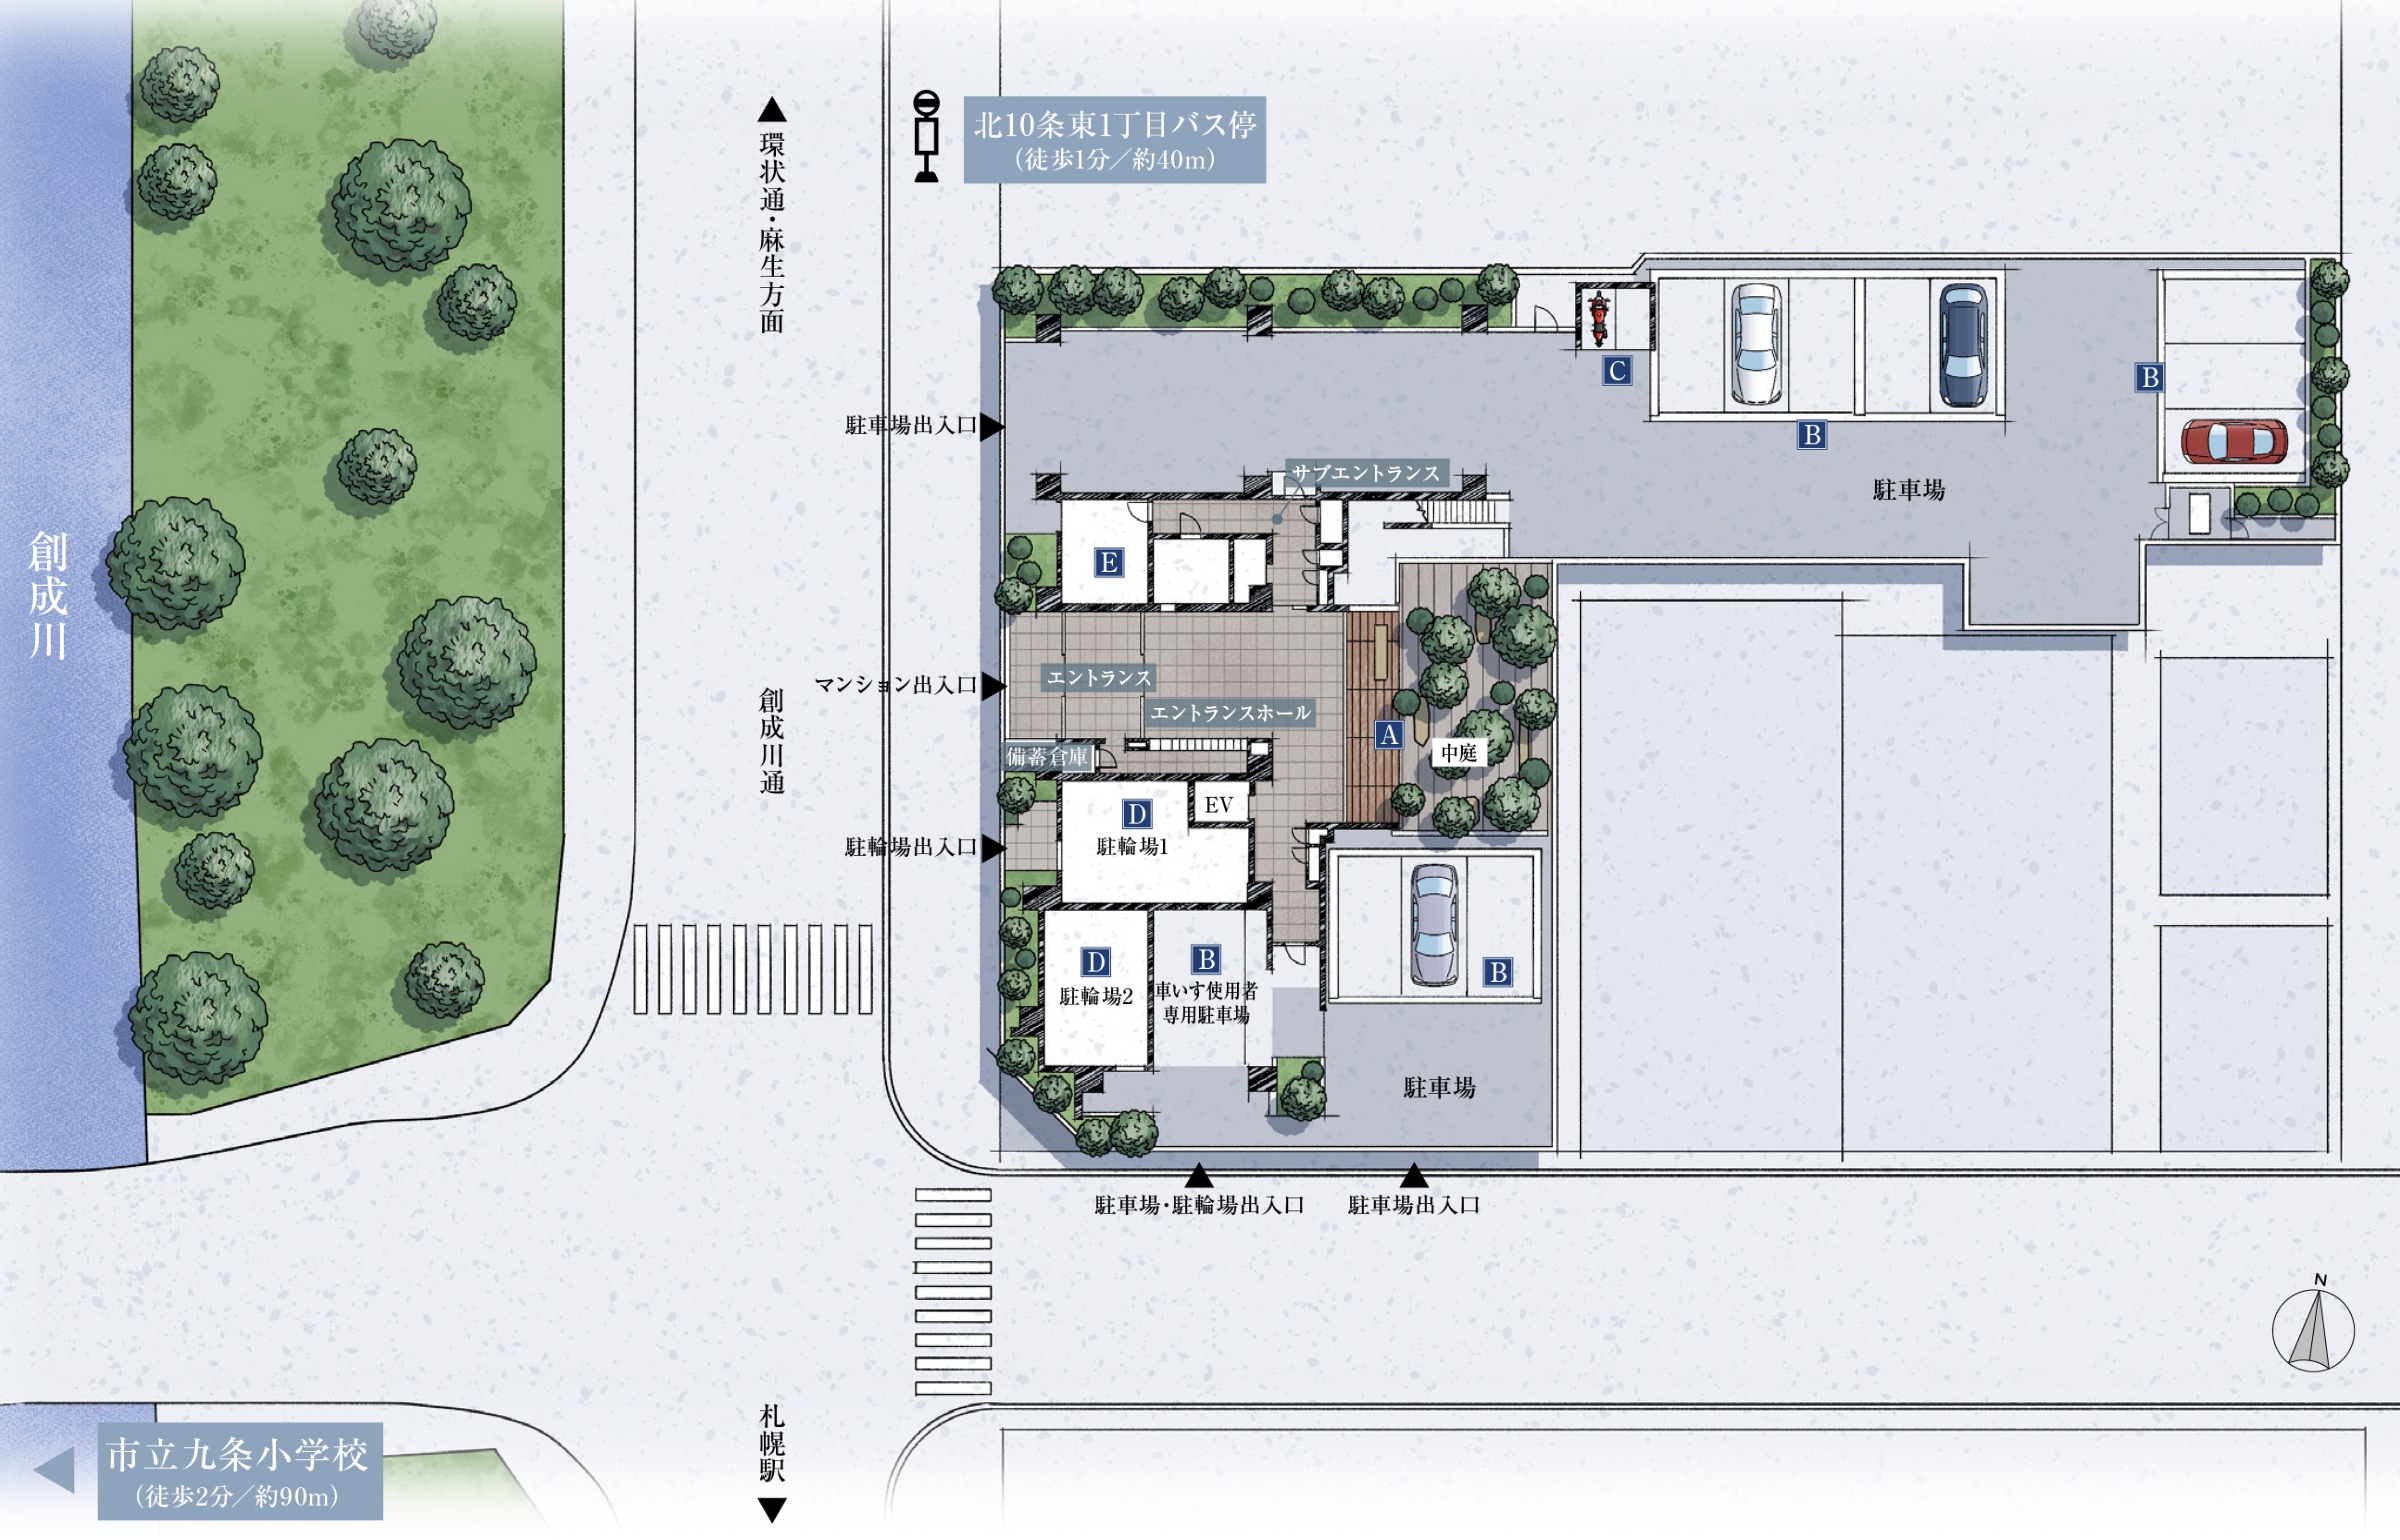 北10条東1丁目バス停
（徒歩1分／約40m）
▲環状通・麻生方面
駐車場出入口
C
B
B
駐車場
サブエントランス
E
創成川
マンション出入口
エントランス
エントランスホール
創成川通
A
中庭
備蓄倉庫
EV
D
駐輪場1
駐輪場出入口
D
駐輪場2
B
車いす使用者
専用駐車場
B
駐車場
駐車場・駐輪場出入口
駐車場出入口
N
札幌駅▼
市立九条小学校
（徒歩2分／約90m）